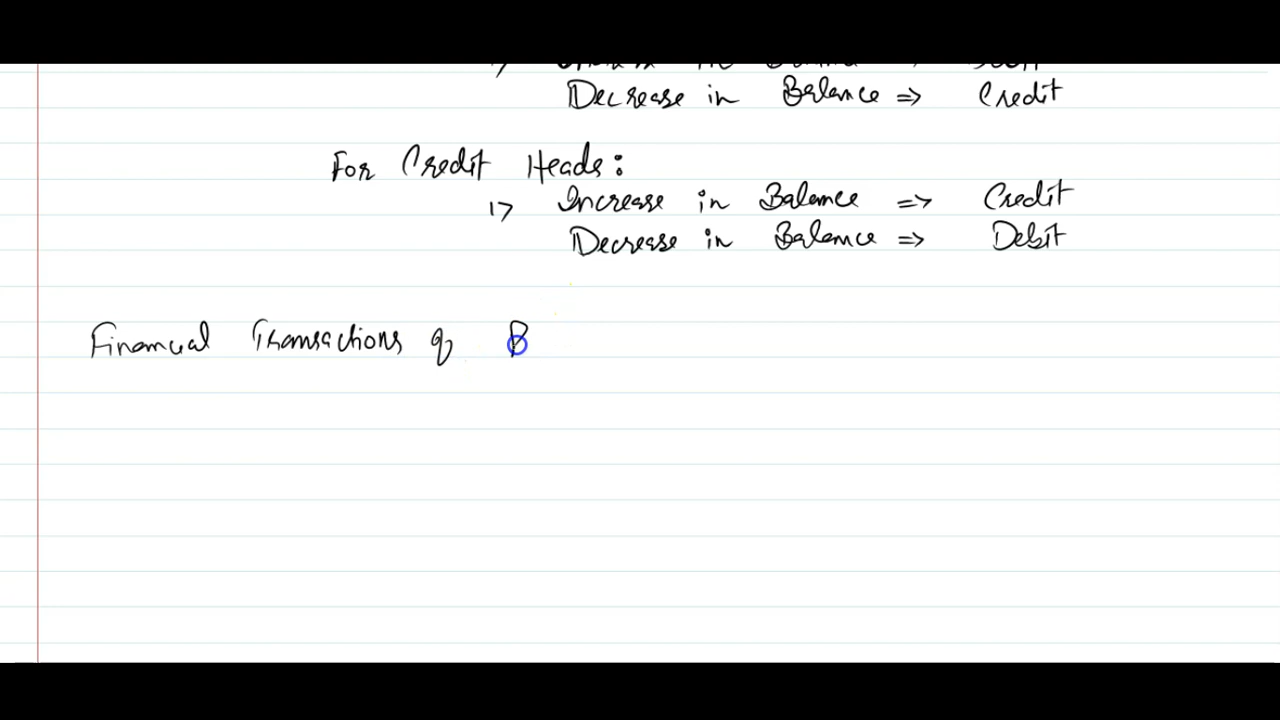 Decrease in Balance => Credit
For Credit Heads:
1> Increase in Balance => Credit
Decrease in Balance => Debit
Financial Transactions of B